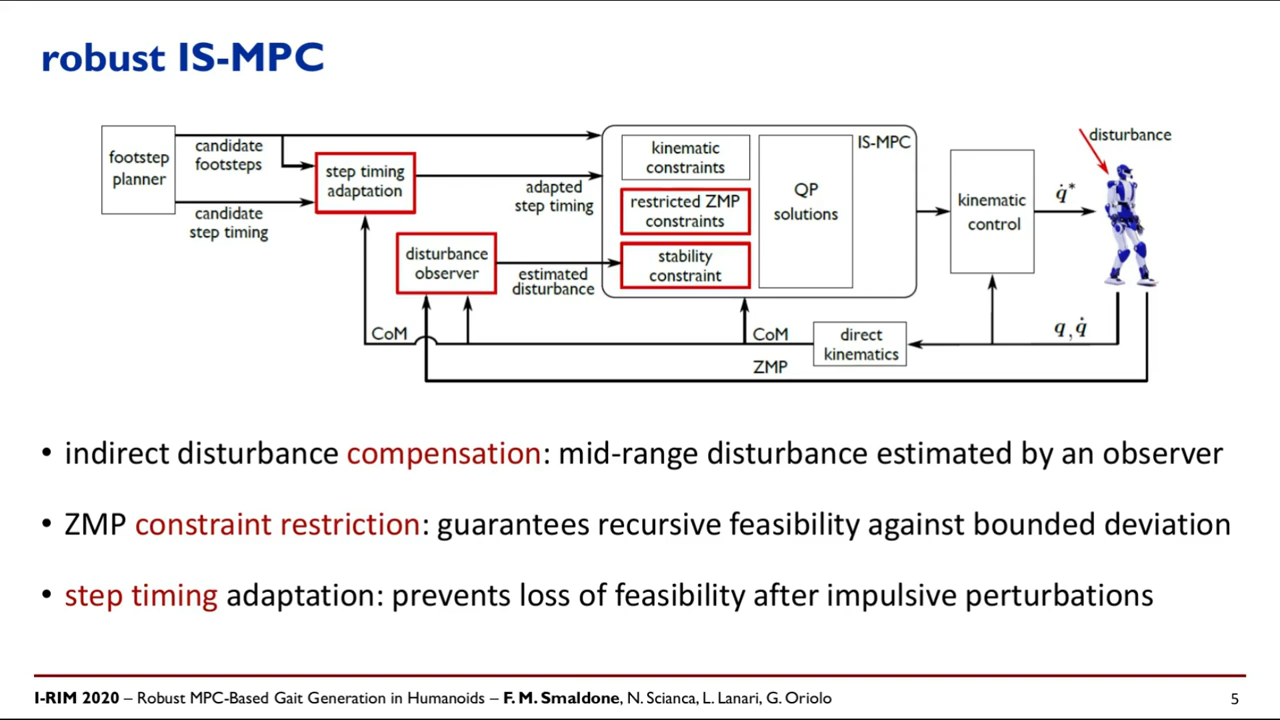 robust IS-MPC
footstep
planner
candidate
footsteps
candidate
step timing
step timing
adaptation
adapted
step timing
disturbance
observer
estimated
disturbance
IS-MPC
kinematic
constraints
restricted ZMP
constraints
stability
constraint
QP
solutions
kinematic
control
q̇*
disturbance
CoM
CoM
direct
kinematics
q, q̇
ZMP
• indirect disturbance compensation: mid-range disturbance estimated by an observer
• ZMP constraint restriction: guarantees recursive feasibility against bounded deviation
• step timing adaptation: prevents loss of feasibility after impulsive perturbations
I-RIM 2020 – Robust MPC-Based Gait Generation in Humanoids – F. M. Smaldone, N. Scianca, L. Lanari, G. Oriolo
5